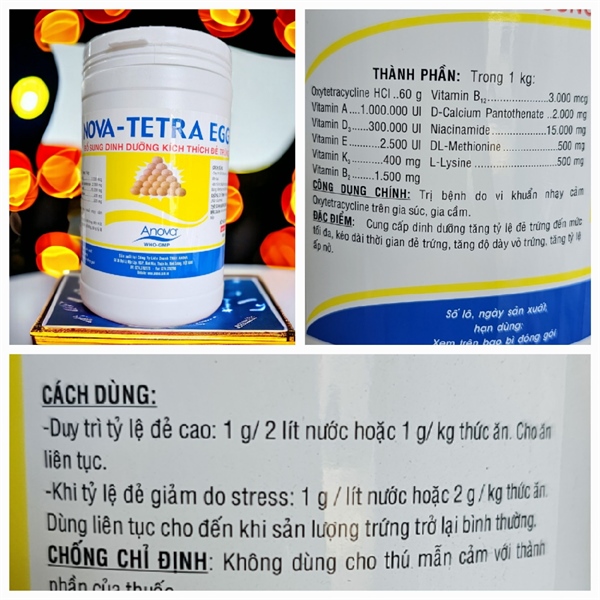 NOVA-TETRA EGG
BỔ SUNG DINH DƯỠNG KÍCH THÍCH ĐẺ TRỨNG
Anova
WHO-GMP
THÀNH PHẦN: Trong 1 kg:
Oxytetracycline HCl ..60 g Vitamin B12 ....................3.000 mcg
Vitamin A ....1.000.000 UI D-Calcium Pantothenate ..2.000 mg
Vitamin D3 ......300.000 UI Niacinamide ..................15.000 mg
Vitamin E ...............2.500 UI DL-Methionine ....................500 mg
Vitamin K3 ................400 mg L-Lysine ..............................500 mg
Vitamin B2 ..............1.500 mg
CÔNG DỤNG CHÍNH: Trị bệnh do vi khuẩn nhạy cảm
Oxytetracycline trên gia súc, gia cầm.
ĐẶC ĐIỂM: Cung cấp dinh dưỡng tăng tỷ lệ đẻ trứng đến mức
tối đa, kéo dài thời gian đẻ trứng, tăng độ dày vỏ trứng, tăng tỷ lệ
ấp nở.
Số lô, ngày sản xuất,
hạn dùng:
Xem trên bao bì đóng gói
CÁCH DÙNG:
-Duy trì tỷ lệ đẻ cao: 1 g/ 2 lít nước hoặc 1 g/ kg thức ăn. Cho ăn
liên tục.
-Khi tỷ lệ đẻ giảm do stress: 1 g / lít nước hoặc 2 g / kg thức ăn.
Dùng liên tục cho đến khi sản lượng trứng trở lại bình thường.
CHỐNG CHỈ ĐỊNH: Không dùng cho thú mẫn cảm với thành
phần của thuốc